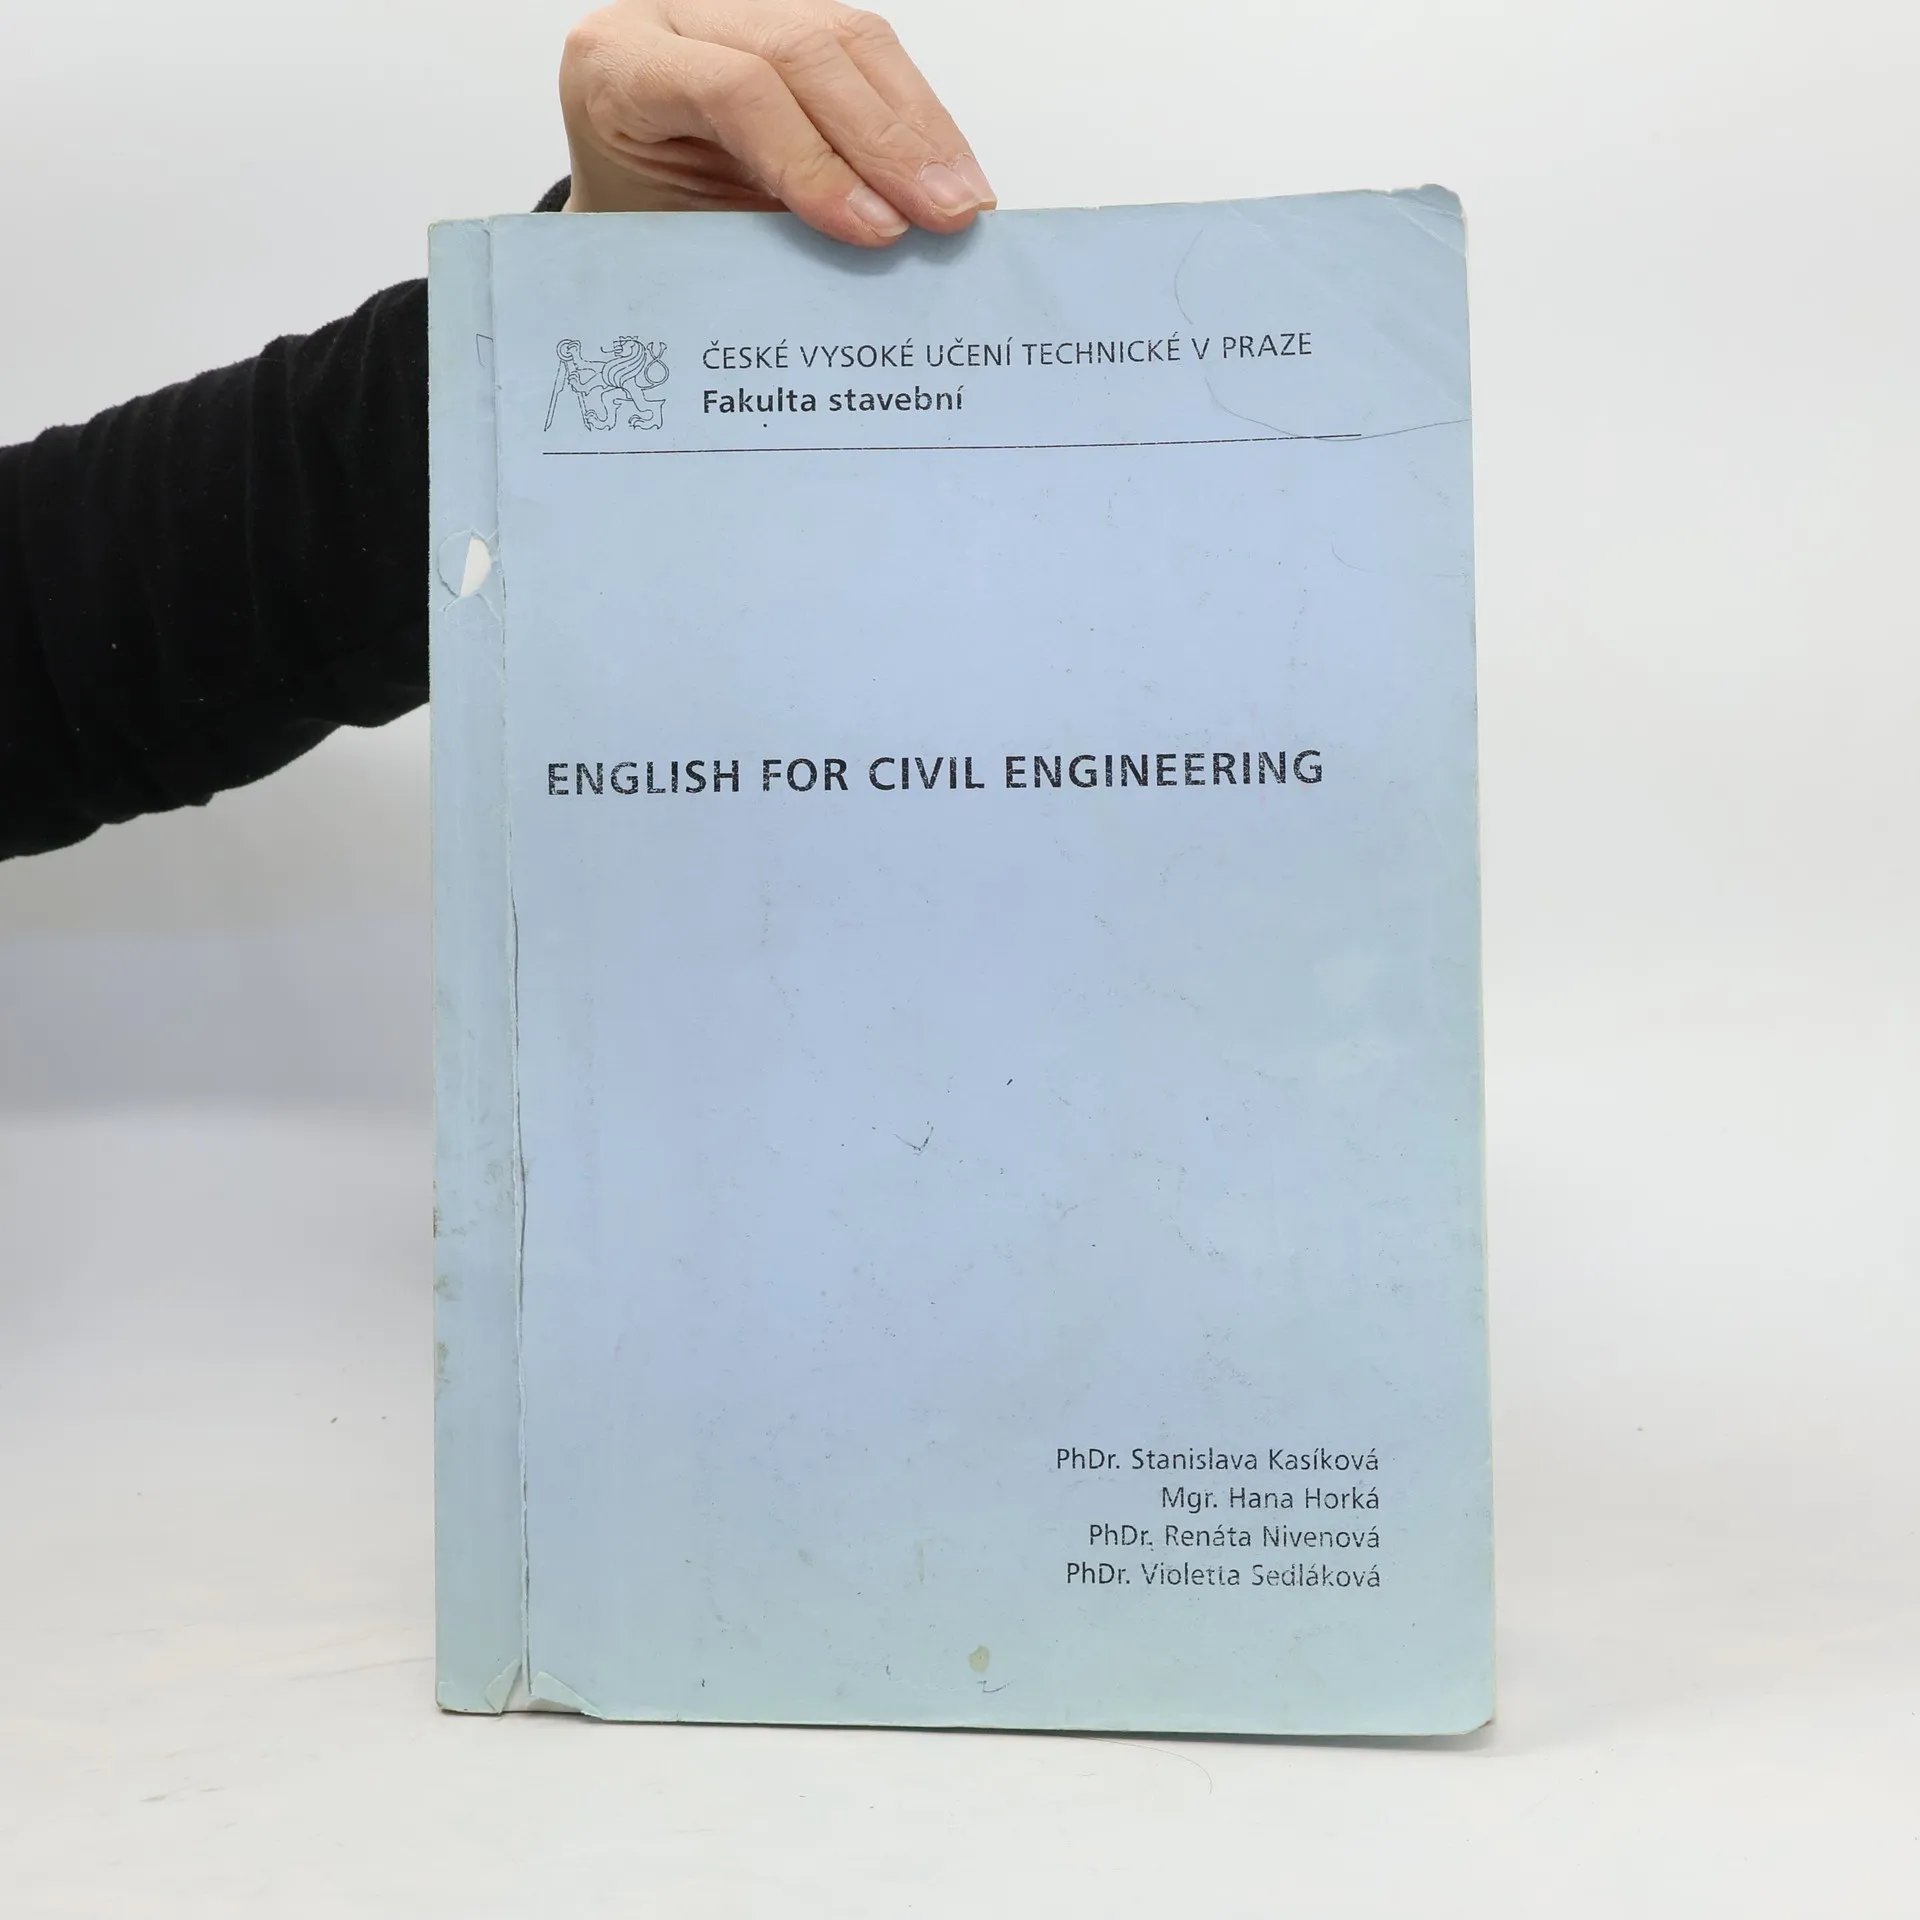 ČESKÉ VYSOKÉ UČENÍ TECHNICKÉ V PRAZE
Fakulta stavební
ENGLISH FOR CIVIL ENGINEERING
PhDr. Stanislava Kasíková
Mgr. Hana Horká
PhDr. Renáta Nivenová
PhDr. Violetta Sedláková